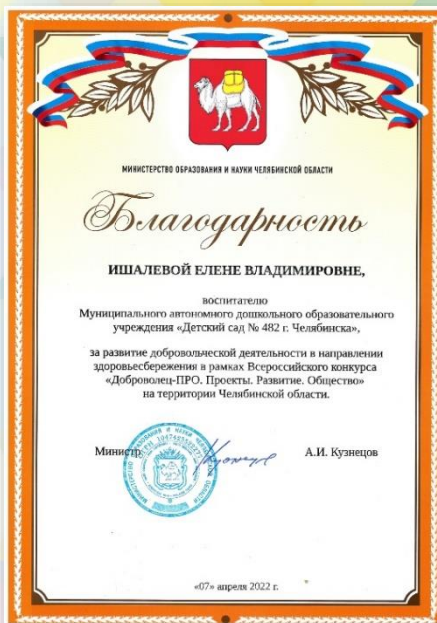 МИНИСТЕРСТВО ОБРАЗОВАНИЯ И НАУКИ ЧЕЛЯБИНСКОЙ ОБЛАСТИ
Благодарность
ИШАЛЕВОЙ ЕЛЕНЕ ВЛАДИМИРОВНЕ,
воспитателю
Муниципального автономного дошкольного образовательного
учреждения «Детский сад № 482 г. Челябинска»,
за развитие добровольческой деятельности в направлении
здоровьесбережения в рамках Всероссийского конкурса
«Доброволец-ПРО. Проекты. Развитие. Общество»
на территории Челябинской области.
Министр А.И. Кузнецов
«07» апреля 2022 г.